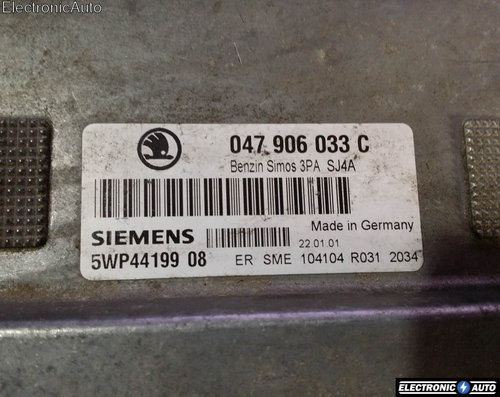 ElectronicAuto
047 906 033 C
Benzin Simos 3PA SJ4A
Made in Germany
SIEMENS
22 01 01
5WP44199 08 ER SME 104104 R031 2034
ELECTRONIC AUTO